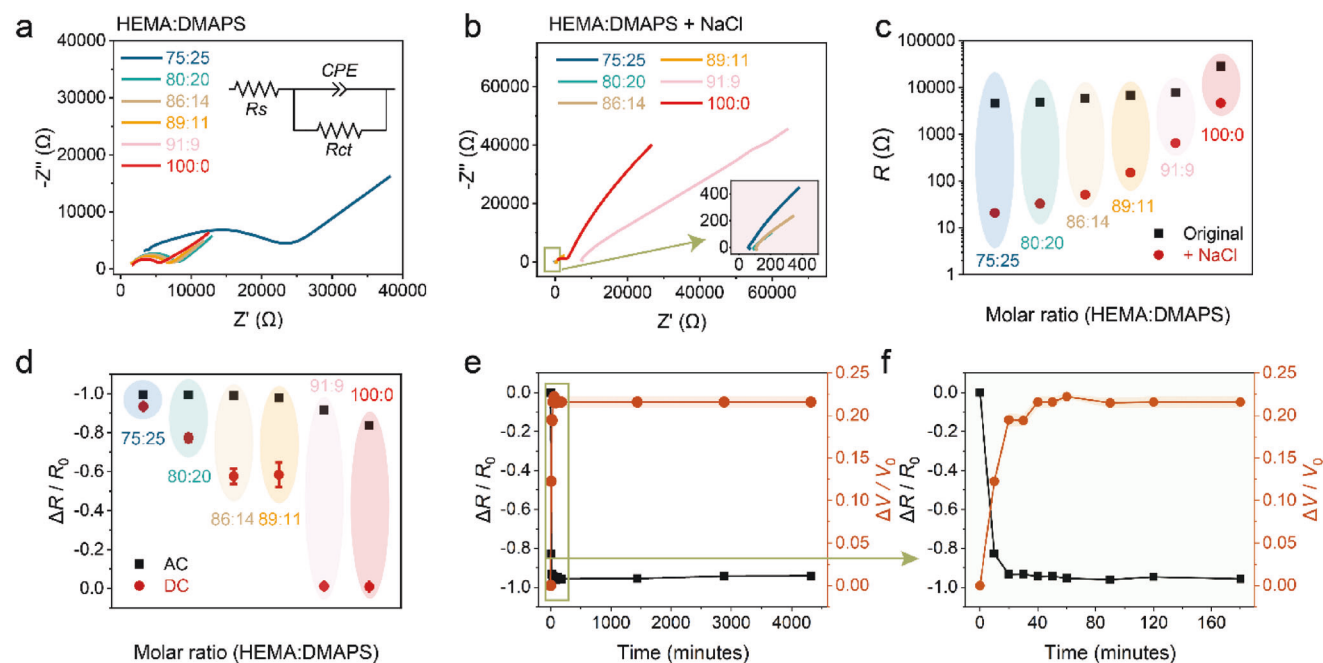 a
HEMA:DMAPS
40000
30000
20000
10000
0
-Z'' (Ω)
75:25
80:20
86:14
89:11
91:9
100:0
Rs
CPE
Rct
0 10000 20000 30000 40000
Z' (Ω)
b
HEMA:DMAPS + NaCl
60000
40000
20000
0
-Z'' (Ω)
75:25 89:11
80:20 91:9
86:14 100:0
400
200
0
0 200 400
0 20000 40000 60000 80000
Z' (Ω)
c
100000
10000
1000
100
10
1
R (Ω)
75:25
80:20
86:14
89:11
91:9
100:0
Original
+ NaCl
Molar ratio (HEMA:DMAPS)
d
-1.0
-0.8
-0.6
-0.4
-0.2
0.0
ΔR / R0
75:25
80:20
86:14
89:11
91:9
100:0
AC
DC
Molar ratio (HEMA:DMAPS)
e
0.0
-0.2
-0.4
-0.6
-0.8
-1.0
ΔR / R0
0.25
0.20
0.15
0.10
0.05
0.00
ΔV / V0
0 1000 2000 3000 4000
Time (minutes)
f
0.0
-0.2
-0.4
-0.6
-0.8
-1.0
ΔR / R0
0.25
0.20
0.15
0.10
0.05
0.00
ΔV / V0
0 40 80 120 160
Time (minutes)